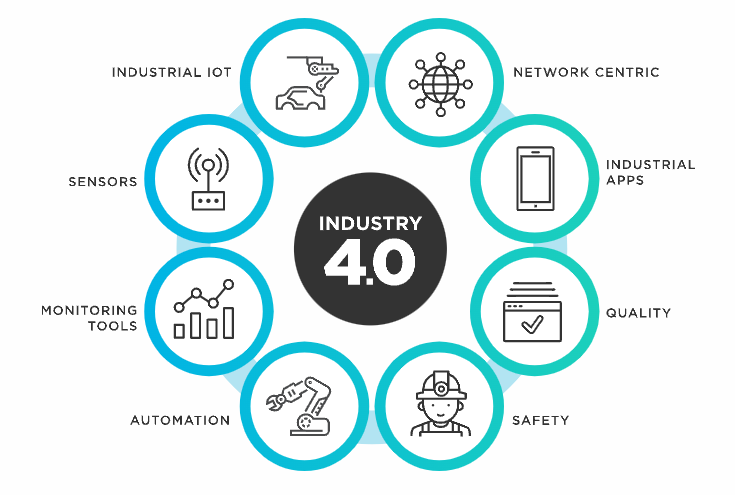 INDUSTRIAL IOT
NETWORK CENTRIC
SENSORS
INDUSTRIAL
APPS
INDUSTRY
4.0
MONITORING
TOOLS
QUALITY
AUTOMATION
SAFETY